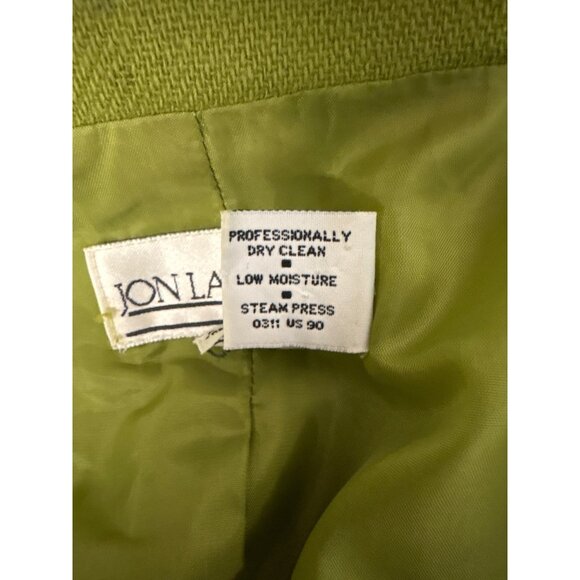 JON LA
PROFESSIONALLY
DRY CLEAN
LOW MOISTURE
STEAM PRESS
0311 US 90